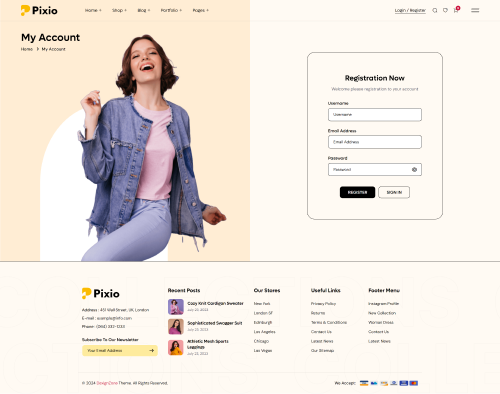 Pixio
Home +
Shop +
Blog +
Portfolio +
Pages +
Login / Register
My Account
Home > My Account
Registration Now
Welcome please registration to your account
Username
Username
Email Address
Email Address
Password
Password
REGISTER
SIGN IN
Pixio
Address : 451 Wall Street, UK, London
E-mail : example@info.com
Phone : (064) 332-1233
Subscribe To Our Newsletter
Your Email Address
Recent Posts
Cozy Knit Cardigan Sweater
July 23, 2023
Sophisticated Swagger Suit
July 23, 2023
Athletic Mesh Sports
Leggings
July 23, 2023
Our Stores
New York
London SF
Edinburgh
Los Angeles
Chicago
Las Vegas
Useful Links
Privacy Policy
Returns
Terms & Conditions
Contact Us
Latest News
Our Sitemap
Footer Menu
Instagram Profile
New Collection
Woman Dress
Contact Us
Latest News
© 2024 DesignZone Theme. All Rights Reserved.
We Accept: